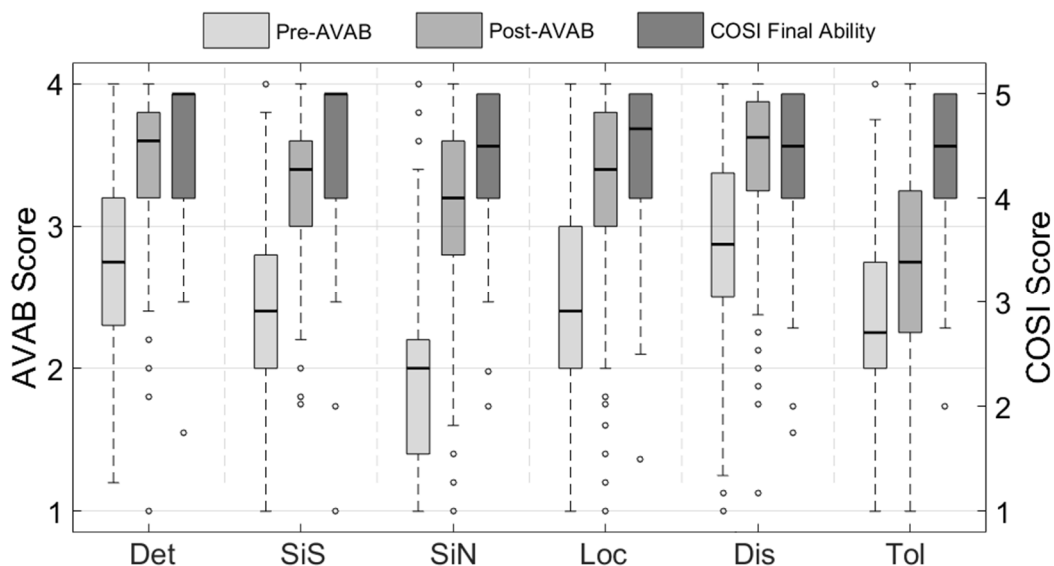 Pre-AVAB Post-AVAB COSI Final Ability
AVAB Score
4
3
2
1
COSI Score
5
4
3
2
1
Det SiS SiN Loc Dis Tol